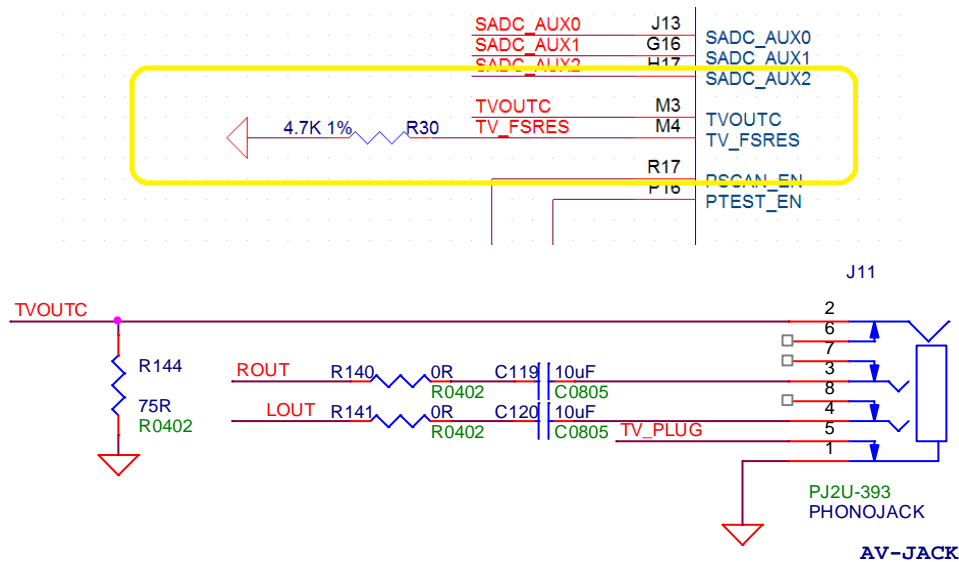 SADC_AUX0 J13 SADC_AUX0
SADC_AUX1 G16 SADC_AUX1
SADC_AUX2 H17 SADC_AUX2
TVOUTC M3 TVOUTC
4.7K 1% R30 TV_FSRES M4 TV_FSRES
R17 PSCAN_EN
P16 PTEST_EN
J11
TVOUTC 2
6
7
R144 ROUT R140 0R C119 10uF 3
R0402 C0805
8
75R LOUT R141 0R C120 10uF 4
R0402 R0402 C0805
TV_PLUG 5
1
PJ2U-393
PHONOJACK
AV-JACK